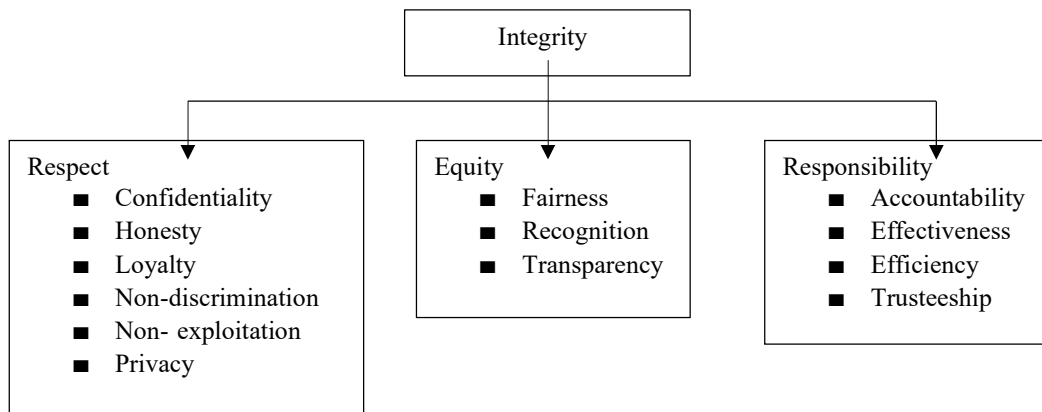 Integrity
Respect
■ Confidentiality
■ Honesty
■ Loyalty
■ Non-discrimination
■ Non- exploitation
■ Privacy
Equity
■ Fairness
■ Recognition
■ Transparency
Responsibility
■ Accountability
■ Effectiveness
■ Efficiency
■ Trusteeship